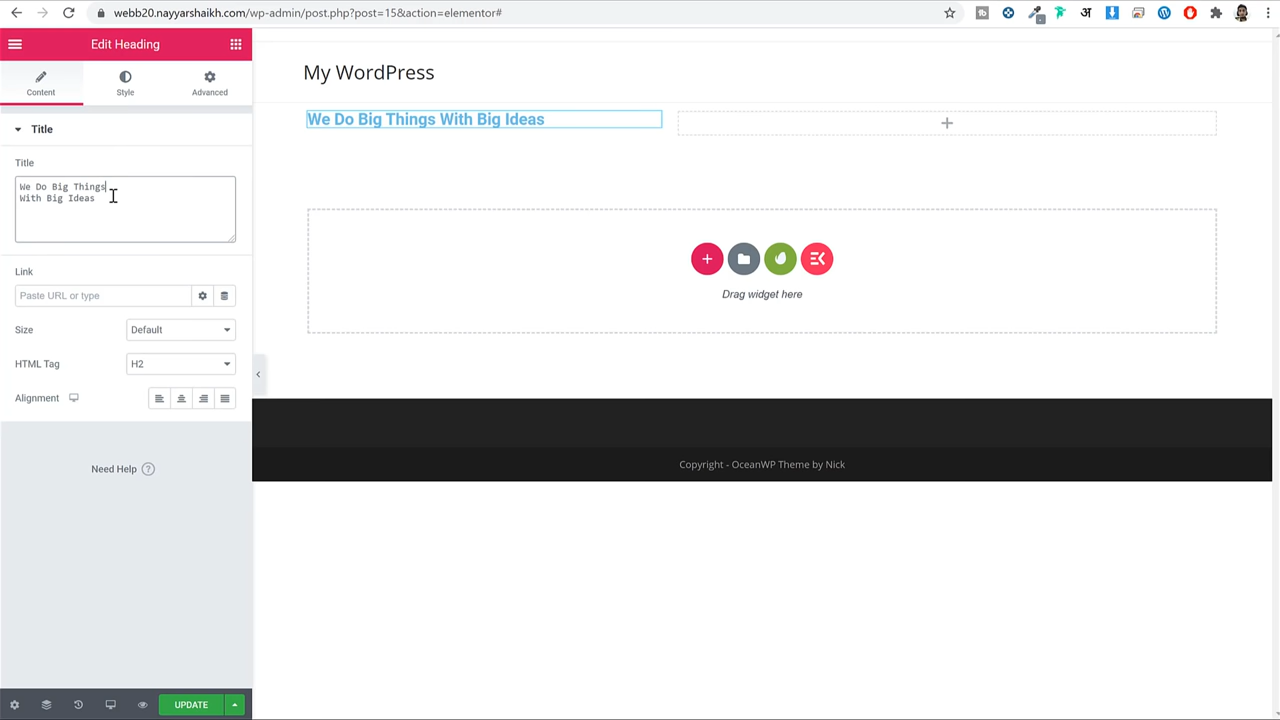 webb20.nayyarshaikh.com/wp-admin/post.php?post=15&action=elementor#
Edit Heading
Content
Style
Advanced
Title
Title
We Do Big Things
With Big Ideas
Link
Paste URL or type
Size
Default
HTML Tag
H2
Alignment
Need Help ?
UPDATE
My WordPress
We Do Big Things With Big Ideas
Drag widget here
Copyright - OceanWP Theme by Nick